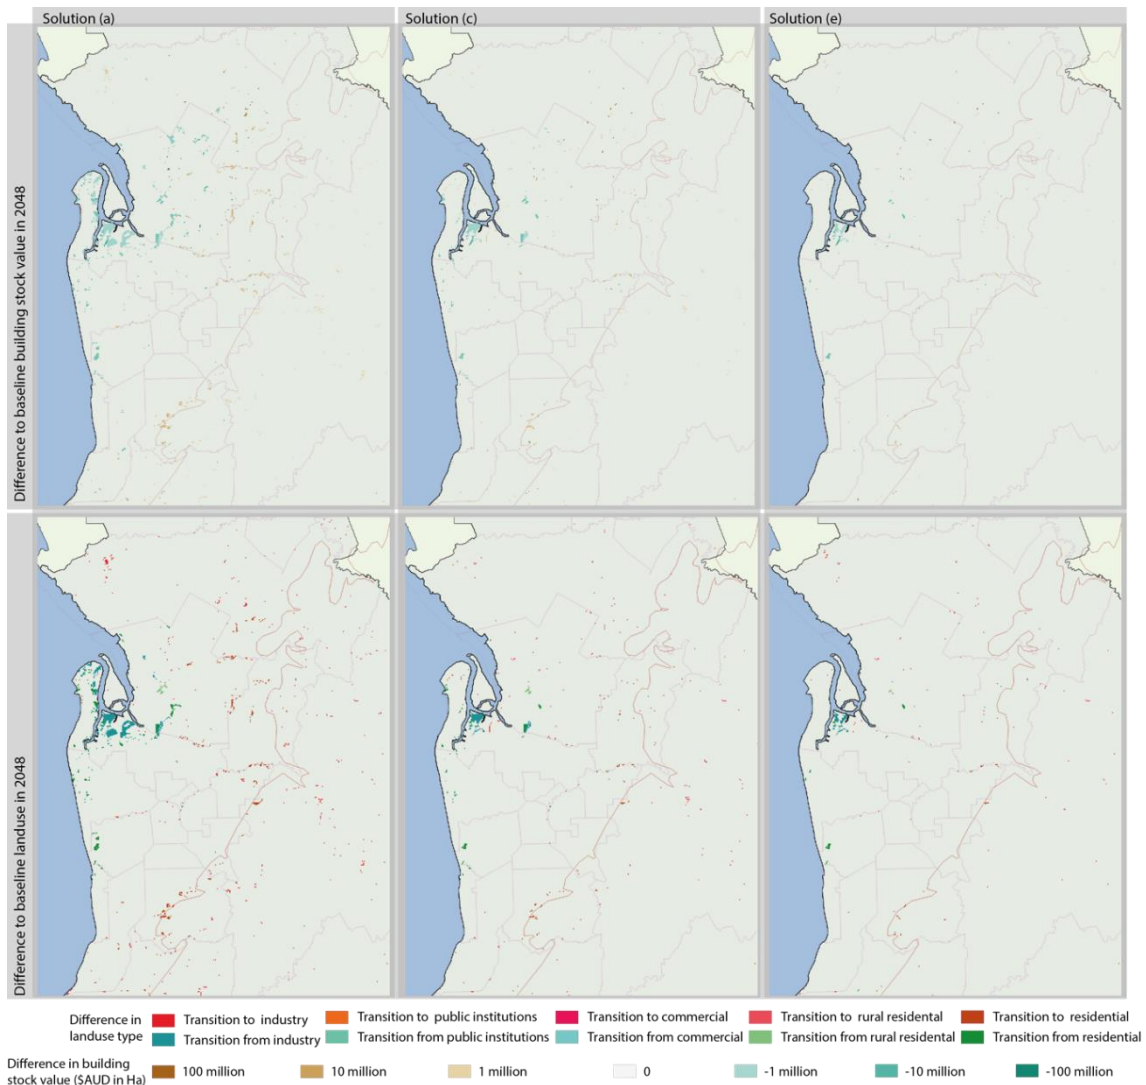 Solution (a)
Solution (c)
Solution (e)
Difference to baseline building stock value in 2048
Difference to baseline landuse in 2048
Difference in
landuse type
Transition to industry
Transition to public institutions
Transition to commercial
Transition to rural residental
Transition to residential
Transition from industry
Transition from public institutions
Transition from commercial
Transition from rural residential
Transition from residential
Difference in building
stock value ($AUD in Ha)
100 million
10 million
1 million
0
-1 million
-10 million
-100 million